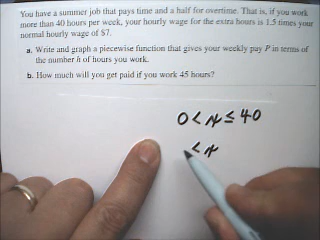 You have a summer job that pays time and a half for overtime. That is, if you work
more than 40 hours per week, your hourly wage for the extra hours is 1.5 times your
normal hourly wage of $7.
a. Write and graph a piecewise function that gives your weekly pay P in terms of
the number h of hours you work.
b. How much will you get paid if you work 45 hours?
0 < x ≤ 40
< x